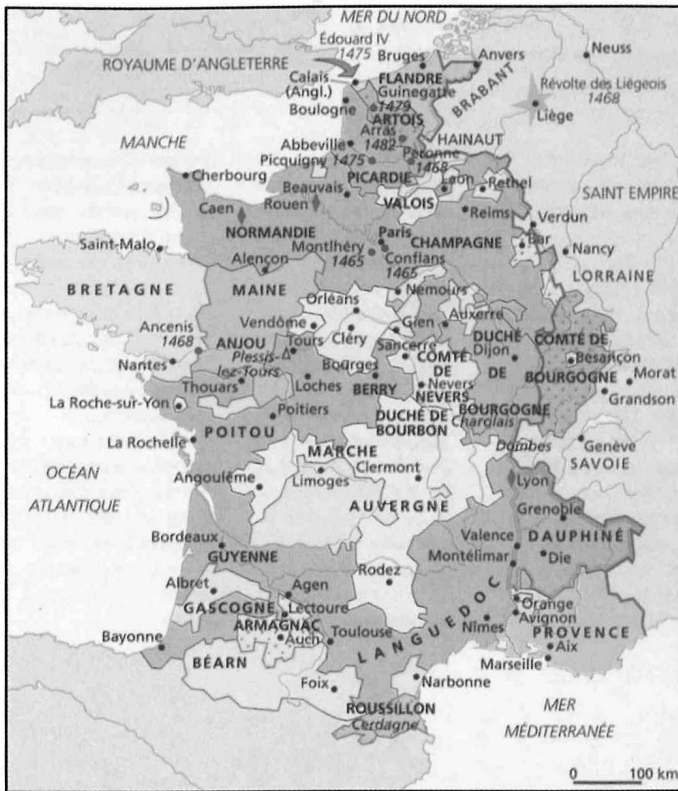 MER DU NORD
Édouard IV
1475
ROYAUME D'ANGLETERRE
Bruges
Anvers
Neuss
Calais
(Angl.)
FLANDRE
BRABANT
Révolte des Liégeois
1468
Boulogne
Guinegatte
1479
Liège
MANCHE
ARTOIS
Arras
1482
HAINAUT
Abbeville
Picquigny 1475
Péronne
1468
Cherbourg
PICARDIE
Laon
Rethel
SAINT EMPIRE
Beauvais
Rouen
VALOIS
Caen
Reims
Verdun
NORMANDIE
Paris
CHAMPAGNE
Bar
Saint-Malo
Montlhéry
1465
Conflans
1465
Nancy
Alençon
LORRAINE
BRETAGNE
MAINE
Nemours
Orléans
Ancenis
1468
Vendôme
Cléry
Gien
Auxerre
ANJOU
Tours
Sancerre
DUCHÉ
DE
BOURGOGNE
Dijon
COMTÉ DE
BOURGOGNE
Nantes
Plessis-
lez-Tours
Bourges
COMTÉ
DE
NEVERS
Besançon
Thouars
Loches
BERRY
Nevers
Morat
Grandson
La Roche-sur-Yon
Poitiers
DUCHÉ DE
BOURBON
Charolais
POITOU
La Rochelle
MARCHE
Dombes
Genève
OCÉAN
ATLANTIQUE
Angoulême
Limoges
Clermont
SAVOIE
Lyon
AUVERGNE
Grenoble
Bordeaux
Valence
DAUPHINÉ
GUYENNE
Montélimar
Die
Albret
Agen
Rodez
GASCOGNE
Lectoure
Orange
Avignon
ARMAGNAC
Auch
LANGUEDOC
Nîmes
PROVENCE
Bayonne
Toulouse
Aix
BÉARN
Marseille
Foix
Narbonne
ROUSSILLON
Cerdagne
MER
MÉDITERRANÉE
0 100 km